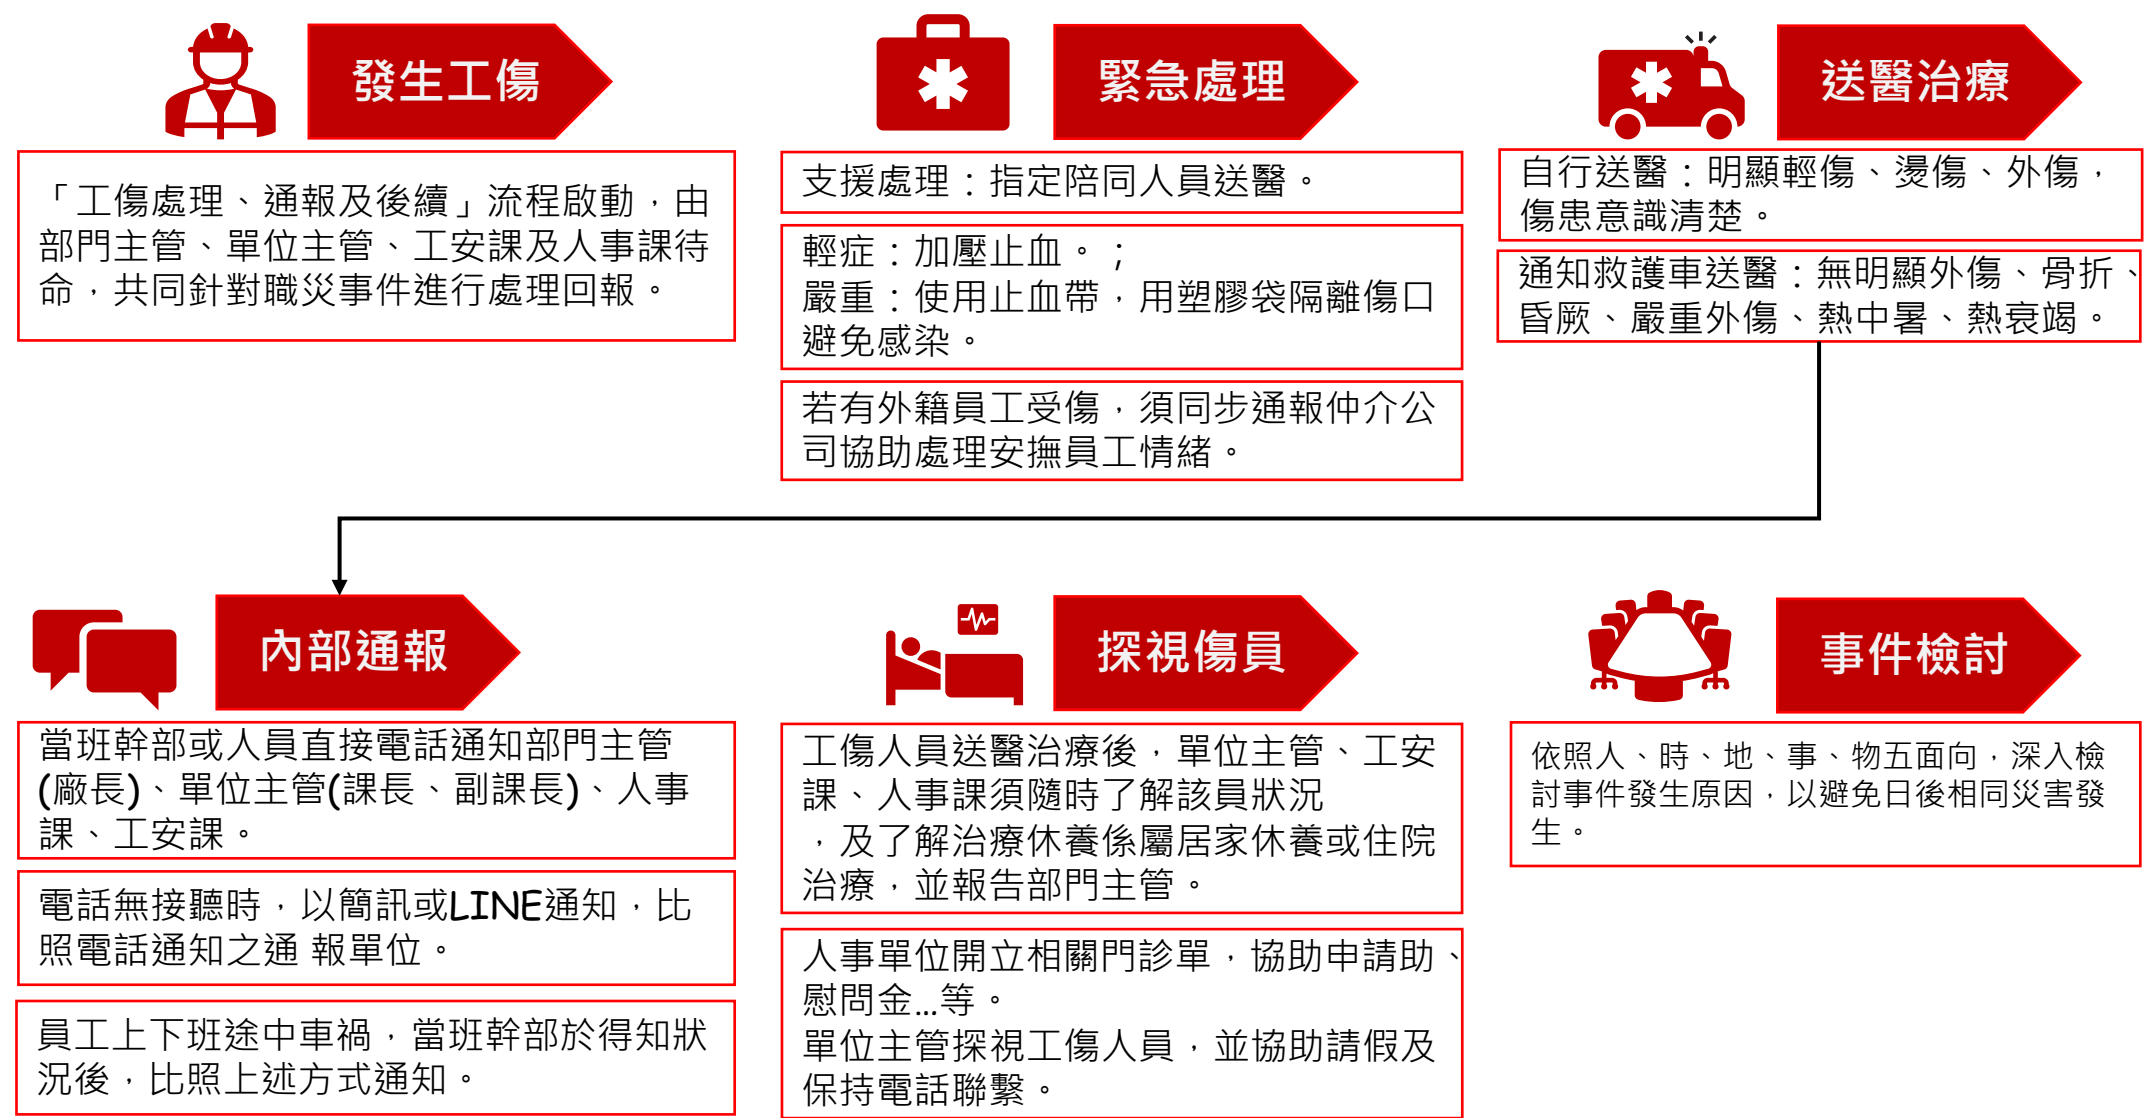 發生工傷
「工傷處理、通報及後續」流程啟動，由
部門主管、單位主管、工安課及人事課待
命，共同針對職災事件進行處理回報。
緊急處理
支援處理：指定陪同人員送醫。
輕症：加壓止血。；
嚴重：使用止血帶，用塑膠袋隔離傷口
避免感染。
若有外籍員工受傷，須同步通報仲介公
司協助處理安撫員工情緒。
送醫治療
自行送醫：明顯輕傷、燙傷、外傷，
傷患意識清楚。
通知救護車送醫：無明顯外傷、骨折、
昏厥、嚴重外傷、熱中暑、熱衰竭。
內部通報
當班幹部或人員直接電話通知部門主管
(廠長)、單位主管(課長、副課長)、人事
課、工安課。
電話無接聽時，以簡訊或LINE通知，比
照電話通知之通 報單位。
員工上下班途中車禍，當班幹部於得知狀
況後，比照上述方式通知。
探視傷員
工傷人員送醫治療後，單位主管、工安
課、人事課須隨時了解該員狀況
，及了解治療休養係屬居家休養或住院
治療，並報告部門主管。
人事單位開立相關門診單，協助申請助、
慰問金...等。
單位主管探視工傷人員，並協助請假及
保持電話聯繫。
事件檢討
依照人、時、地、事、物五面向，深入檢
討事件發生原因，以避免日後相同災害發
生。